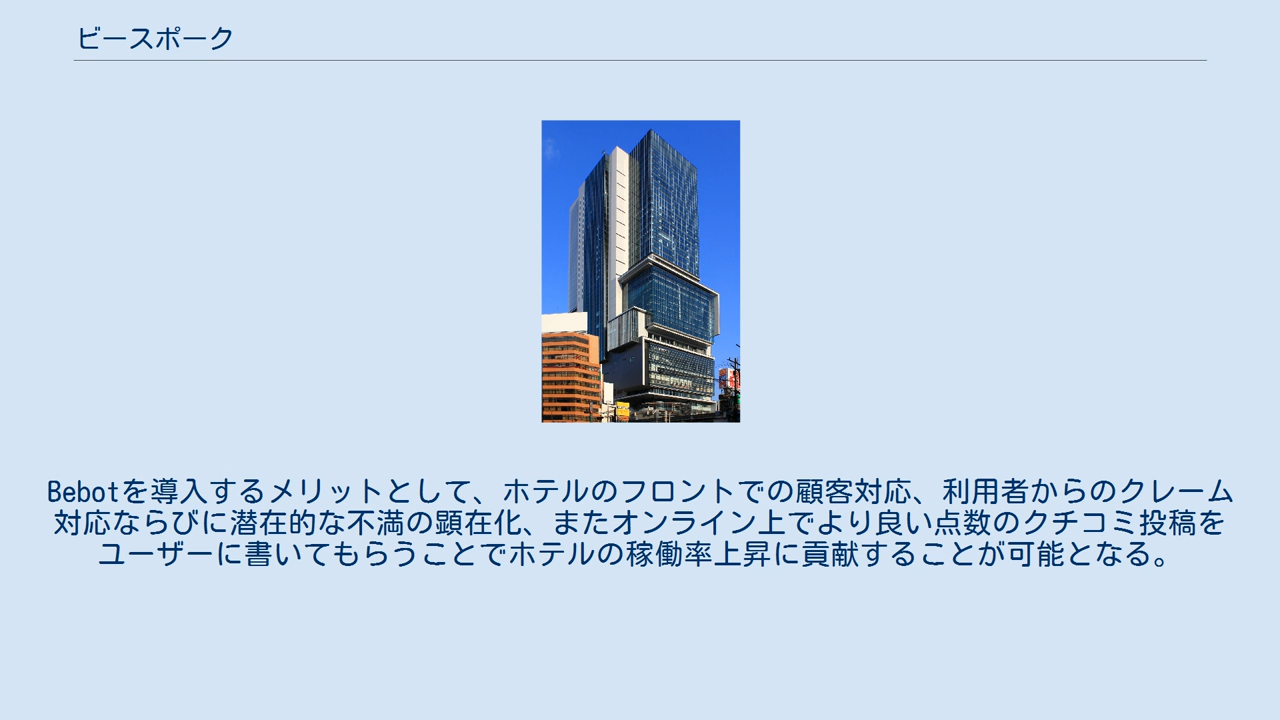 ビースポーク
Bebotを導入するメリットとして、ホテルのフロントでの顧客対応、利用者からのクレーム
対応ならびに潜在的な不満の顕在化、またオンライン上でより良い点数のクチコミ投稿を
ユーザーに書いてもらうことでホテルの稼働率上昇に貢献することが可能となる。